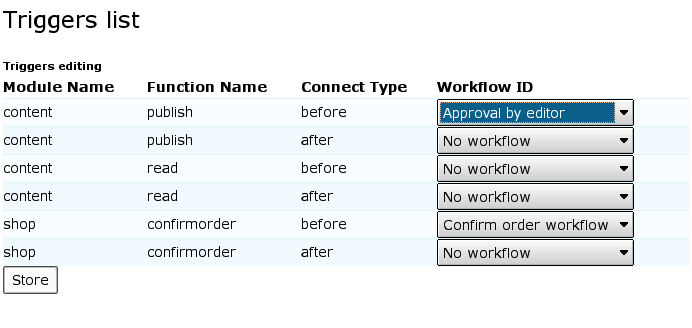 Triggers list
Triggers editing
Module Name Function Name Connect Type Workflow ID
content publish before Approval by editor
content publish after No workflow
content read before No workflow
content read after No workflow
shop confirmorder before Confirm order workflow
shop confirmorder after No workflow
Store